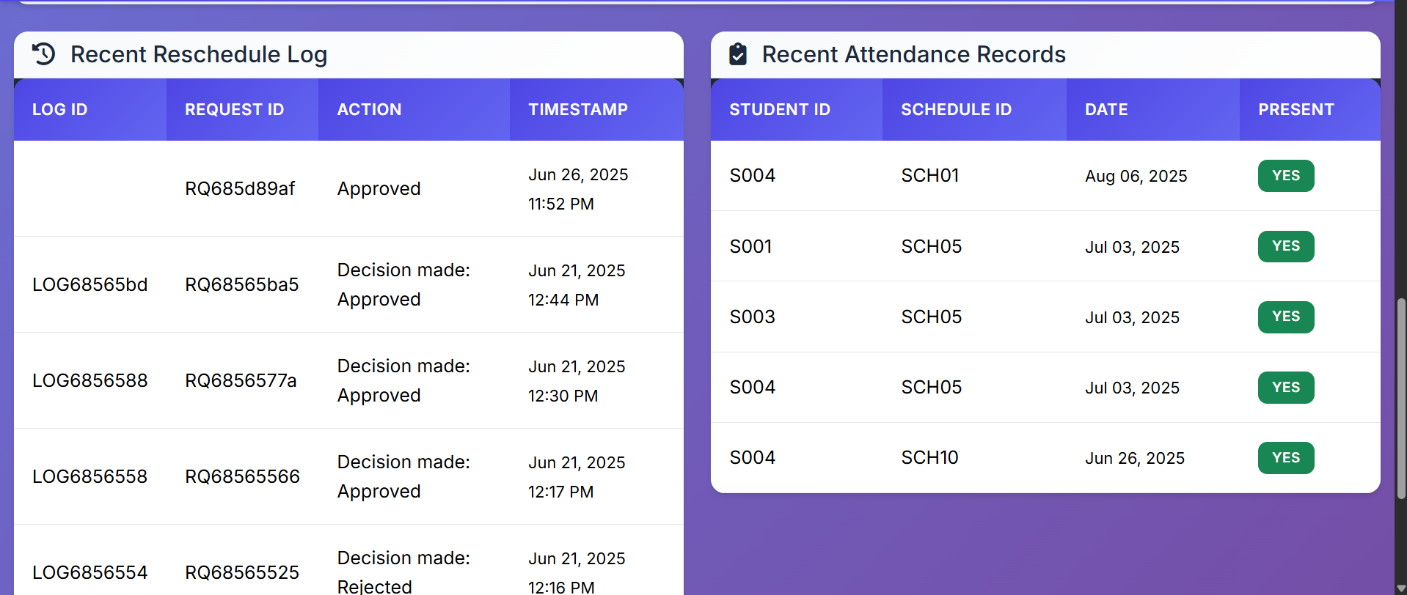 Recent Reschedule Log
LOG ID REQUEST ID ACTION TIMESTAMP
RQ685d89af Approved Jun 26, 2025 11:52 PM
LOG68565bd RQ68565ba5 Decision made: Approved Jun 21, 2025 12:44 PM
LOG6856588 RQ6856577a Decision made: Approved Jun 21, 2025 12:30 PM
LOG6856558 RQ68565566 Decision made: Approved Jun 21, 2025 12:17 PM
LOG6856554 RQ68565525 Decision made: Rejected Jun 21, 2025 12:16 PM
Recent Attendance Records
STUDENT ID SCHEDULE ID DATE PRESENT
S004 SCH01 Aug 06, 2025 YES
S001 SCH05 Jul 03, 2025 YES
S003 SCH05 Jul 03, 2025 YES
S004 SCH05 Jul 03, 2025 YES
S004 SCH10 Jun 26, 2025 YES